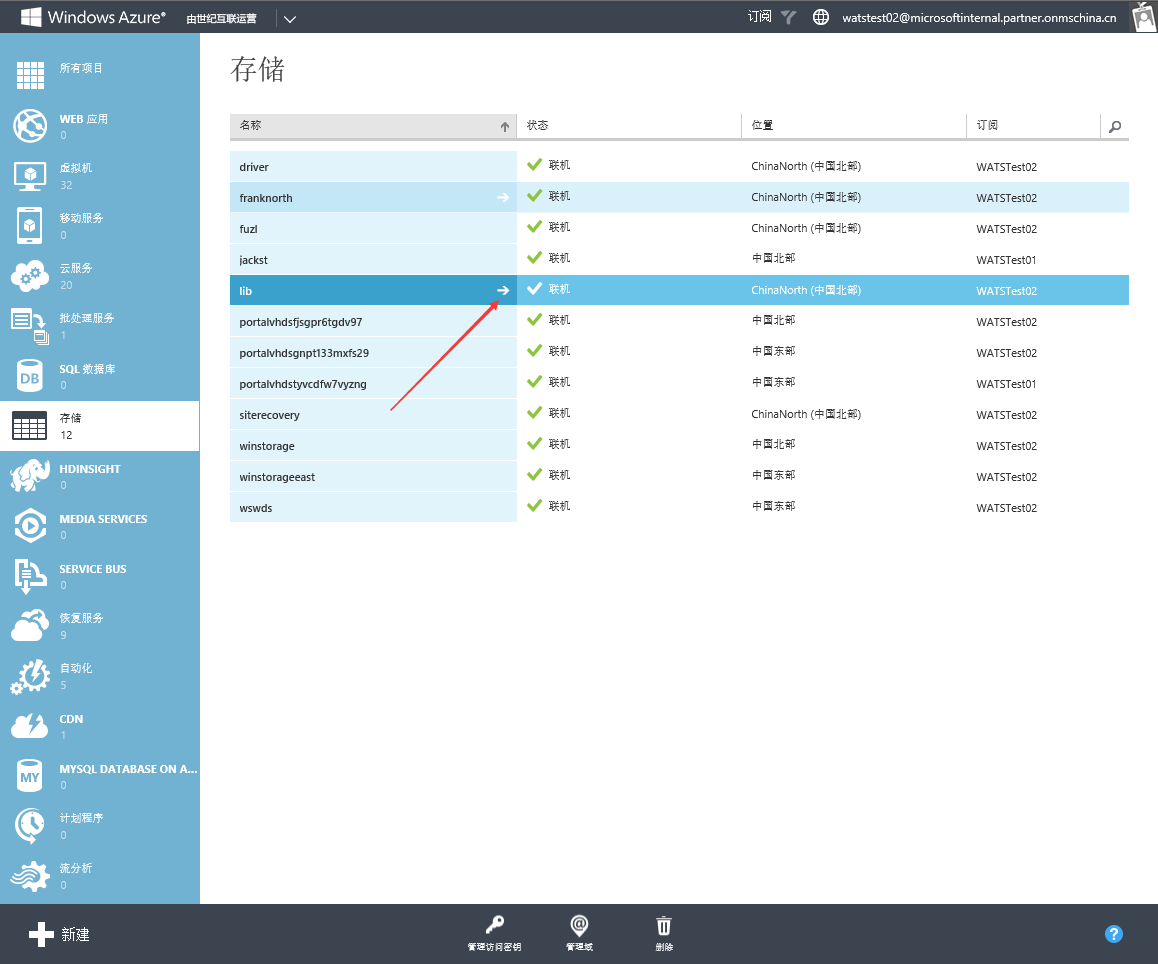 Windows Azure® 由世纪互联运营 订阅 watstest02@microsoftinternal.partner.onmschina.cn
所有项目
WEB 应用
0
虚拟机
32
移动服务
0
云服务
20
批处理服务
1
DB
SQL 数据库
0
存储
12
HDINSIGHT
0
MEDIA SERVICES
0
SERVICE BUS
0
恢复服务
9
自动化
5
CDN
1
MY
MYSQL DATABASE ON A...
0
计划程序
0
流分析
0
存储
名称 状态 位置 订阅
driver 联机 ChinaNorth (中国北部) WATSTest02
franknorth 联机 ChinaNorth (中国北部) WATSTest02
fuzl 联机 ChinaNorth (中国北部) WATSTest02
jackst 联机 中国北部 WATSTest01
lib 联机 ChinaNorth (中国北部) WATSTest02
portalvhdsfjsgpr6tgdv97 联机 中国北部 WATSTest02
portalvhdsgnpt133mxfs29 联机 中国东部 WATSTest02
portalvhdstyvcdfw7vyzng 联机 中国东部 WATSTest01
siterecovery 联机 ChinaNorth (中国北部) WATSTest02
winstorage 联机 中国北部 WATSTest02
winstorageeast 联机 中国东部 WATSTest02
wswds 联机 中国东部 WATSTest02
新建 管理访问密钥 管理域 删除 ?